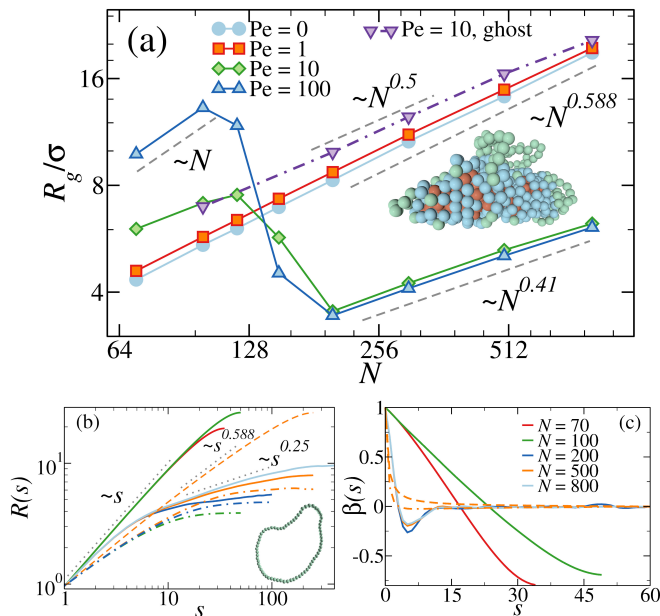 (a)
Pe = 0
Pe = 1
Pe = 10
Pe = 100
Pe = 10, ghost
~N^0.5
~N^0.588
~N
~N^0.41
R_g/σ
16
8
4
64 128 256 512
N
(b)
~s^0.588
~s^0.25
~s
R(s)
10^1
10^0
1 10 100
s
(c)
N = 70
N = 100
N = 200
N = 500
N = 800
β(s)
1
0.5
0
-0.5
0 15 30 45 60
s